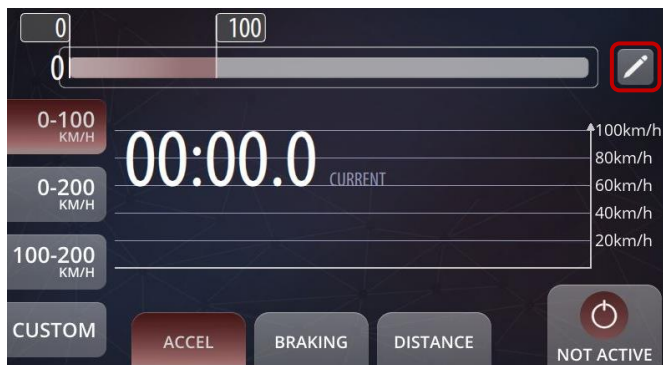 0
100
0
0-100
KM/H
00:00.0
CURRENT
100km/h
80km/h
60km/h
40km/h
20km/h
0-200
KM/H
100-200
KM/H
CUSTOM
ACCEL
BRAKING
DISTANCE
NOT ACTIVE